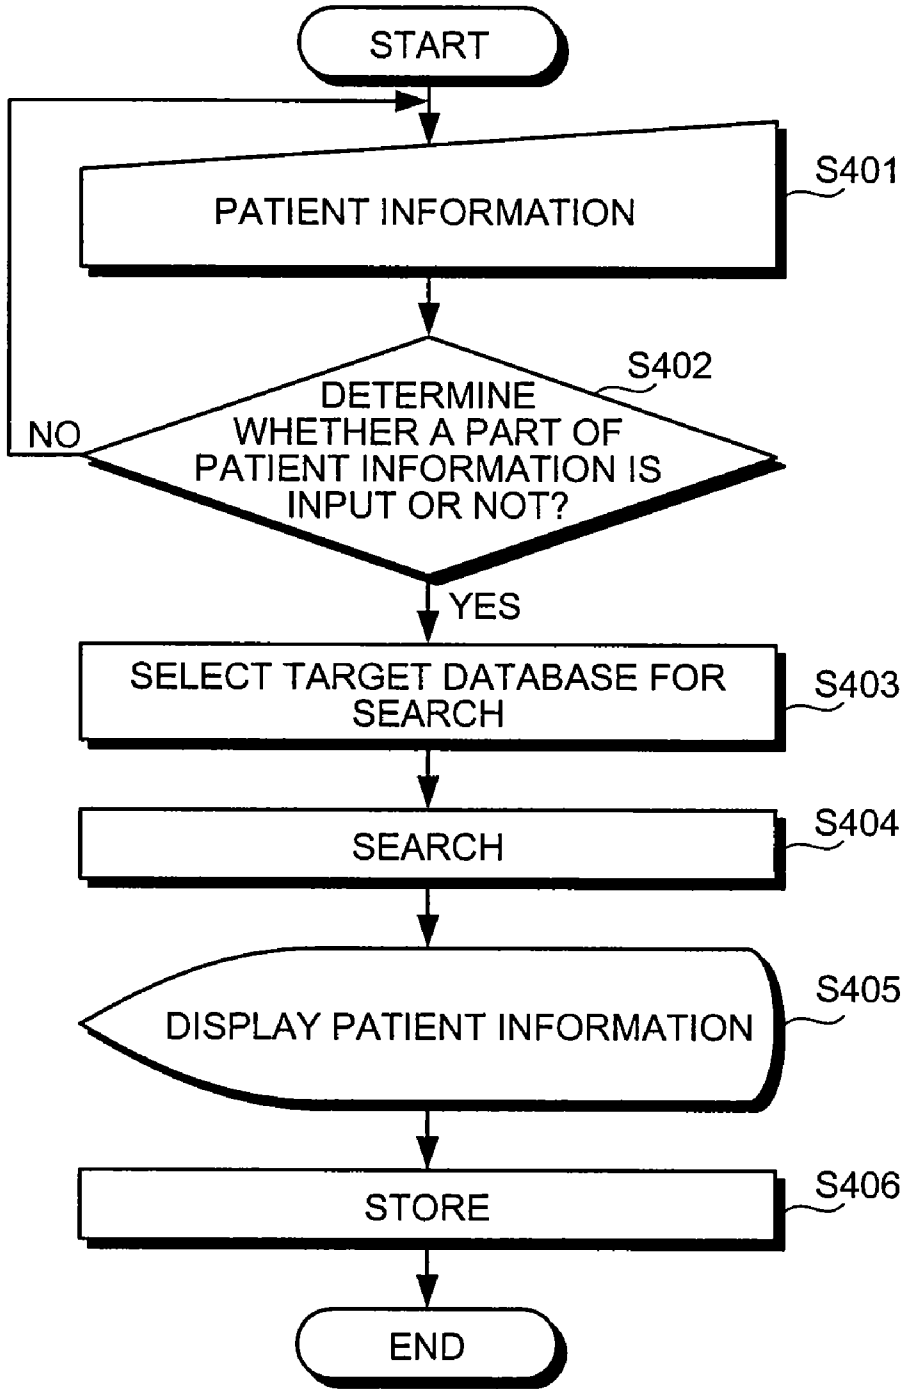 START
PATIENT INFORMATION
S401
DETERMINE
WHETHER A PART OF
PATIENT INFORMATION IS
INPUT OR NOT?
S402
NO
YES
SELECT TARGET DATABASE FOR
SEARCH
S403
SEARCH
S404
DISPLAY PATIENT INFORMATION
S405
STORE
S406
END